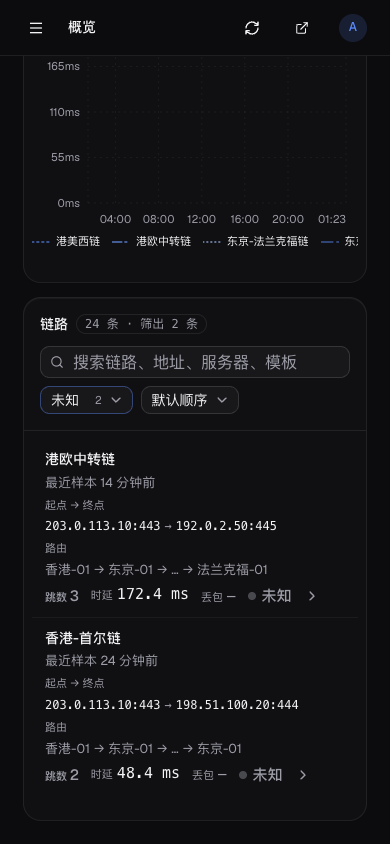 概览
A
165ms
110ms
55ms
0ms
04:00 08:00 12:00 16:00 20:00 01:23
港美西链 港欧中转链 东京-法兰克福链 东
链路 24 条 · 筛出 2 条
搜索链路、地址、服务器、模板
未知 2 默认顺序
港欧中转链
最近样本 14 分钟前
起点 → 终点
203.0.113.10:443 → 192.0.2.50:445
路由
香港-01 → 东京-01 → … → 法兰克福-01
跳数 3 时延 172.4 ms 丢包 — 未知
香港-首尔链
最近样本 24 分钟前
起点 → 终点
203.0.113.10:443 → 198.51.100.20:444
路由
香港-01 → 东京-01 → … → 东京-01
跳数 2 时延 48.4 ms 丢包 — 未知